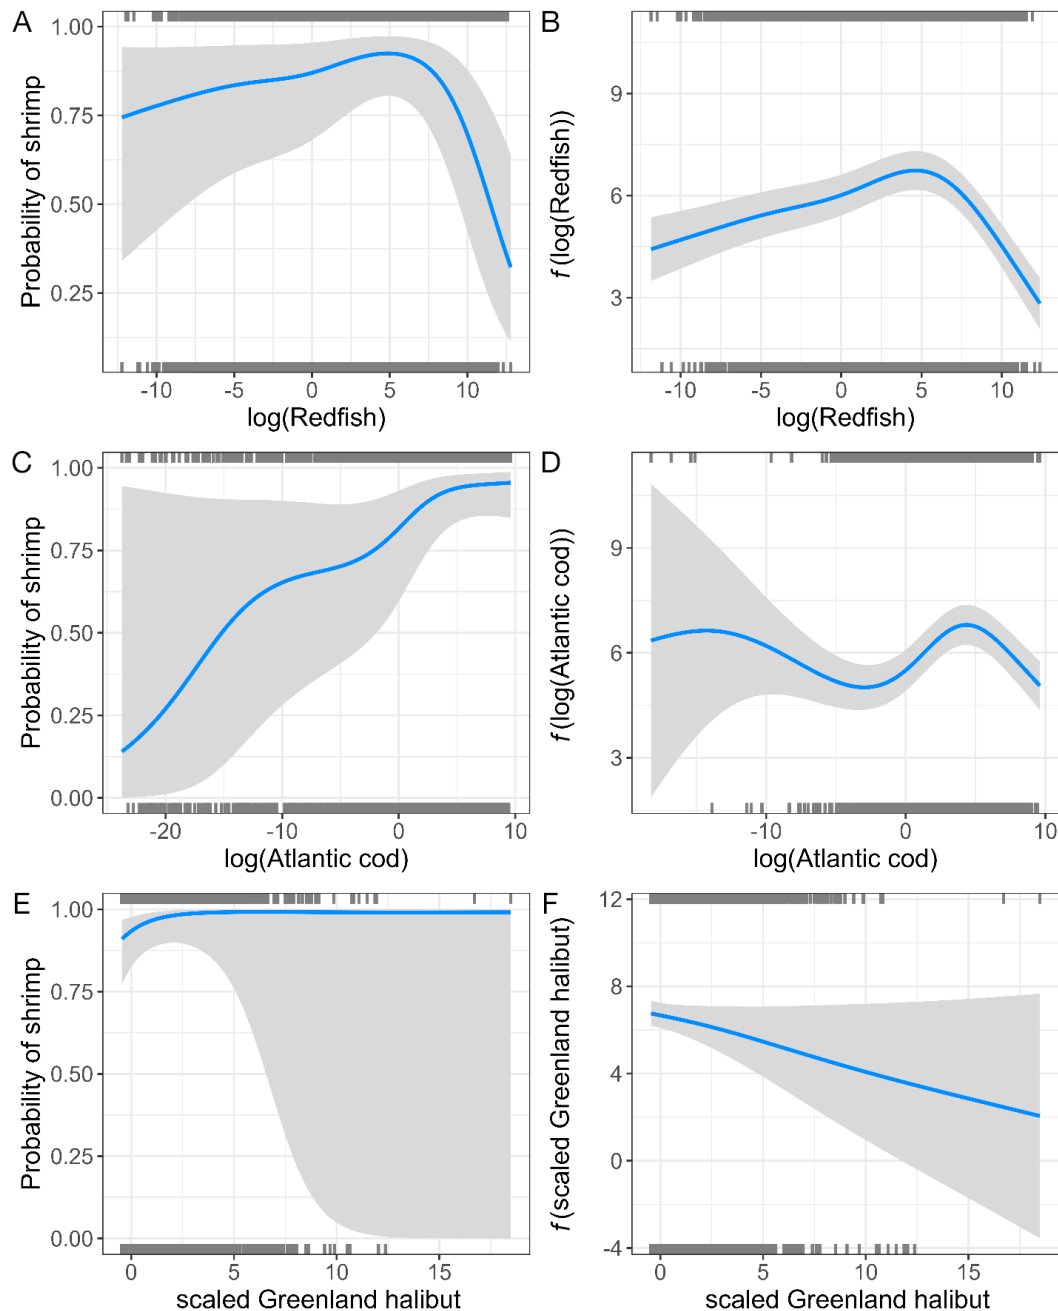 A
Probability of shrimp
1.00
0.75
0.50
0.25
-10
-5
0
5
10
log(Redfish)
B
f (log(Redfish))
9
6
3
-10
-5
0
5
10
log(Redfish)
C
Probability of shrimp
1.00
0.75
0.50
0.25
0.00
-20
-10
0
10
log(Atlantic cod)
D
f (log(Atlantic cod))
9
6
3
-10
0
10
log(Atlantic cod)
E
Probability of shrimp
1.00
0.75
0.50
0.25
0.00
0
5
10
15
scaled Greenland halibut
F
f (scaled Greenland halibut)
12
8
4
0
-4
0
5
10
15
scaled Greenland halibut